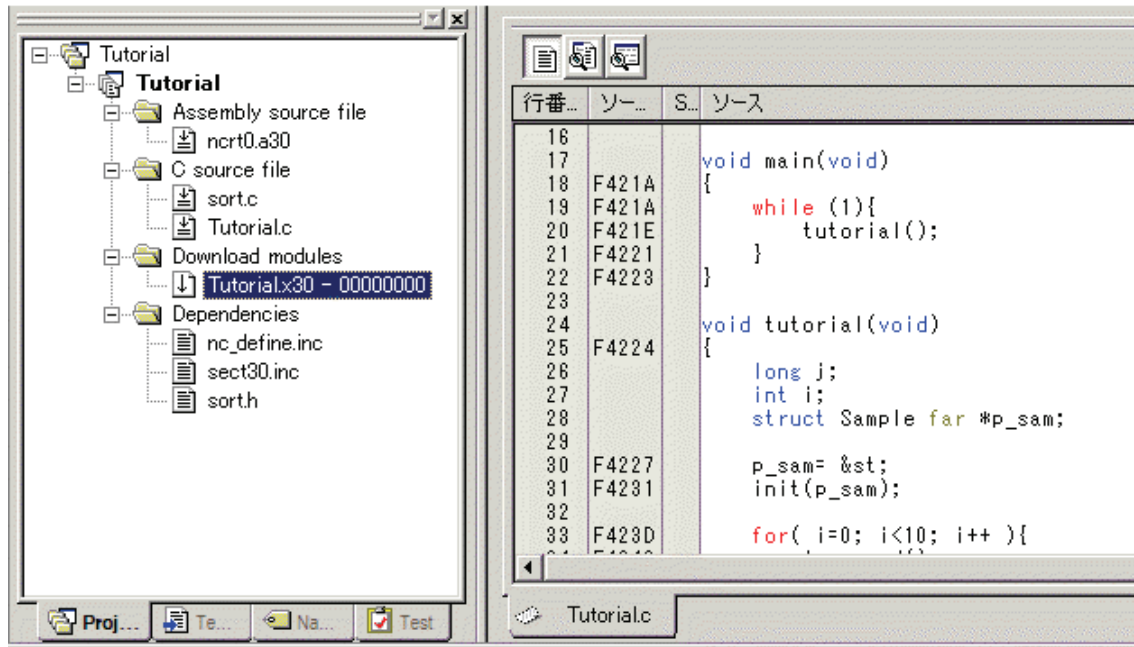 Tutorial
Tutorial
Assembly source file
ncrt0.a30
C source file
sort.c
Tutorial.c
Download modules
Tutorial.x30 - 00000000
Dependencies
nc_define.inc
sect30.inc
sort.h
Proj... Te... Na... Test
行番... ソー... S... ソース
16
17 void main(void)
18 F421A {
19 F421A while (1){
20 F421E tutorial();
21 F4221 }
22 F4223 }
23
24 void tutorial(void)
25 F4224 {
26 long j;
27 int i;
28 struct Sample far *p_sam;
29
30 F4227 p_sam= &st;
31 F4231 init(p_sam);
32
33 F423D for( i=0; i<10; i++ ){
Tutorial.c